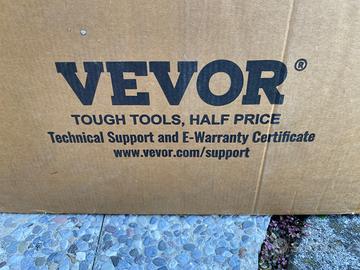 VEVOR®
TOUGH TOOLS, HALF PRICE
Technical Support and E-Warranty Certificate
www.vevor.com/support